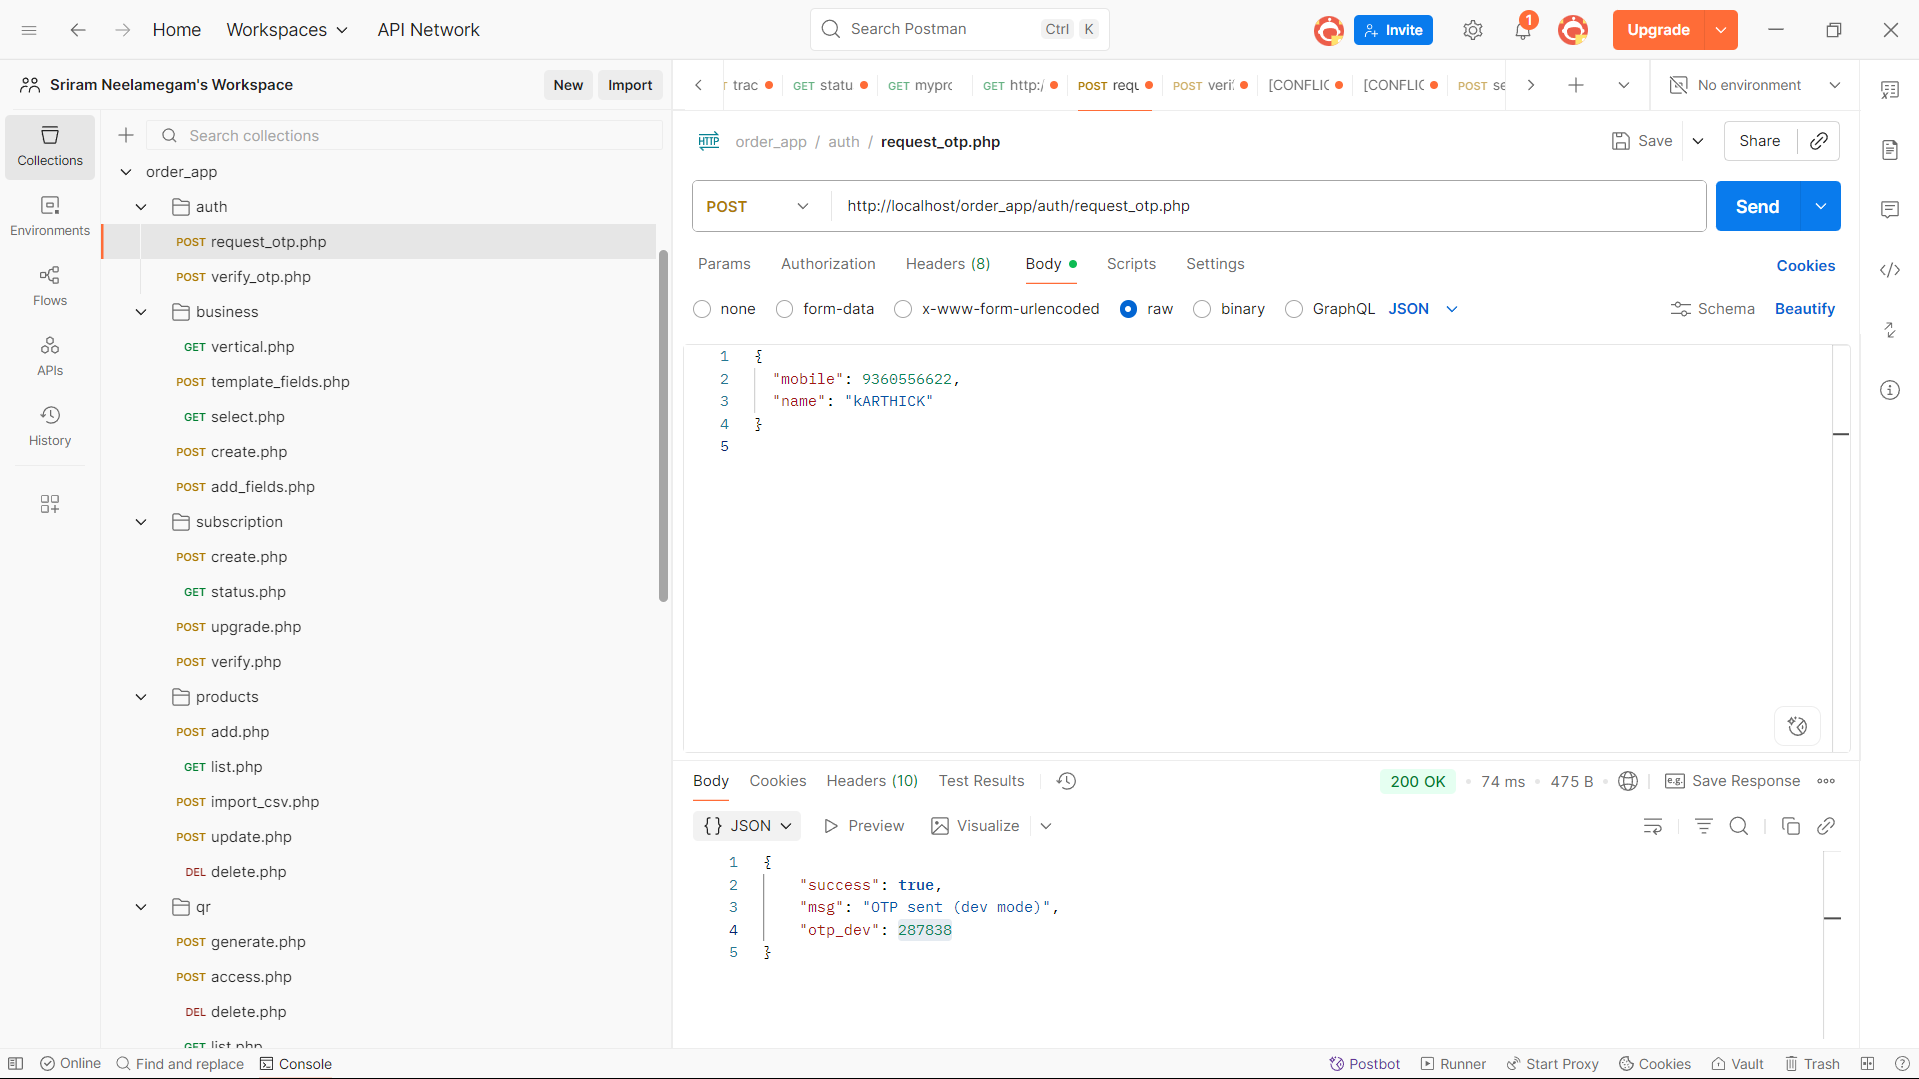 Home
Workspaces
API Network
Search Postman
Ctrl
K
Invite
1
Upgrade
Sriram Neelamegam's Workspace
New
Import
trac
GET statu
GET mypro
GET http:/
POST requ
POST veri
[CONFLIC
[CONFLIC
POST se
No environment
Collections
Environments
Flows
APIs
History
Search collections
order_app
auth
POST request_otp.php
POST verify_otp.php
business
GET vertical.php
POST template_fields.php
GET select.php
POST create.php
POST add_fields.php
subscription
POST create.php
GET status.php
POST upgrade.php
POST verify.php
products
POST add.php
GET list.php
POST import_csv.php
POST update.php
DEL delete.php
qr
POST generate.php
POST access.php
DEL delete.php
GET list.php
HTTP order_app / auth / request_otp.php
Save
Share
POST
http://localhost/order_app/auth/request_otp.php
Send
Params
Authorization
Headers (8)
Body
Scripts
Settings
Cookies
none
form-data
x-www-form-urlencoded
raw
binary
GraphQL
JSON
Schema
Beautify
1 {
2 "mobile": 9360556622,
3 "name": "kARTHICK"
4 }
5
Body
Cookies
Headers (10)
Test Results
200 OK
74 ms
475 B
e.g. Save Response
{} JSON
Preview
Visualize
1 {
2 "success": true,
3 "msg": "OTP sent (dev mode)",
4 "otp_dev": 287838
5 }
Online
Find and replace
Console
Postbot
Runner
Start Proxy
Cookies
Vault
Trash